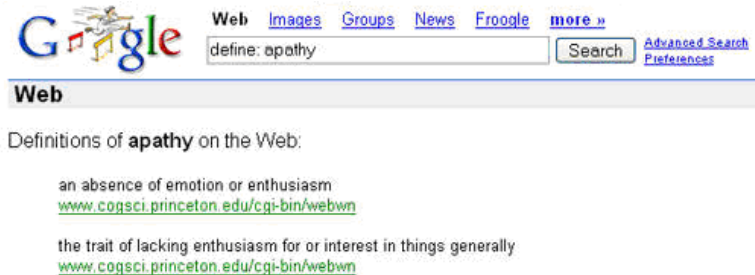 Google
Web Images Groups News Froogle more »
define: apathy Search Advanced Search
Preferences
Web
Definitions of apathy on the Web:
an absence of emotion or enthusiasm
www.cogsci.princeton.edu/cgi-bin/webwn
the trait of lacking enthusiasm for or interest in things generally
www.cogsci.princeton.edu/cgi-bin/webwn